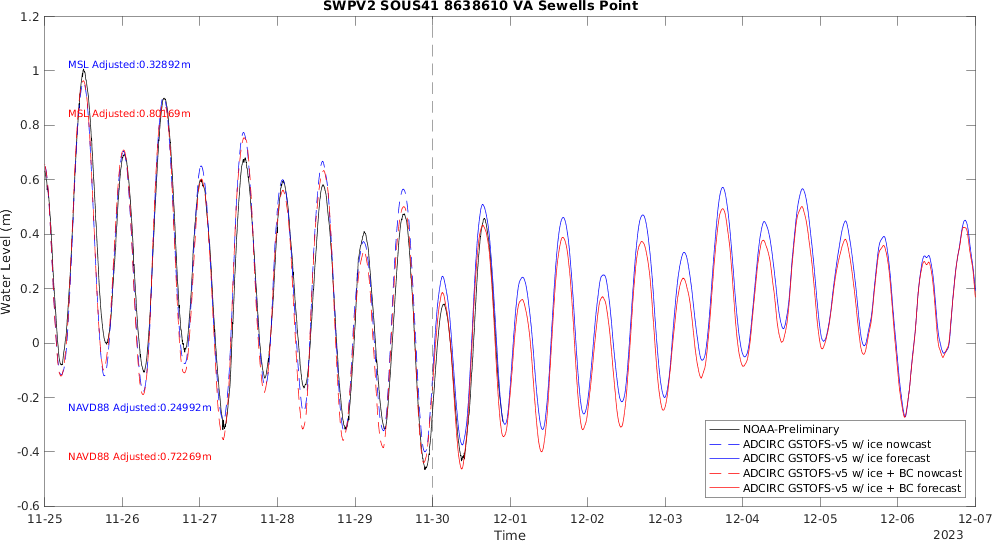 SWPV2 SOUS41 8638610 VA Sewells Point
1.2
1
0.8
0.6
0.4
0.2
0
-0.2
-0.4
-0.6
Water Level (m)
MSL Adjusted:0.32892m
MSL Adjusted:0.80169m
NAVD88 Adjusted:0.24992m
NAVD88 Adjusted:0.72269m
NOAA-Preliminary
ADCIRC GSTOFS-v5 w/ ice nowcast
ADCIRC GSTOFS-v5 w/ ice forecast
ADCIRC GSTOFS-v5 w/ ice + BC nowcast
ADCIRC GSTOFS-v5 w/ ice + BC forecast
11-25 11-26 11-27 11-28 11-29 11-30 12-01 12-02 12-03 12-04 12-05 12-06 12-07
Time
2023